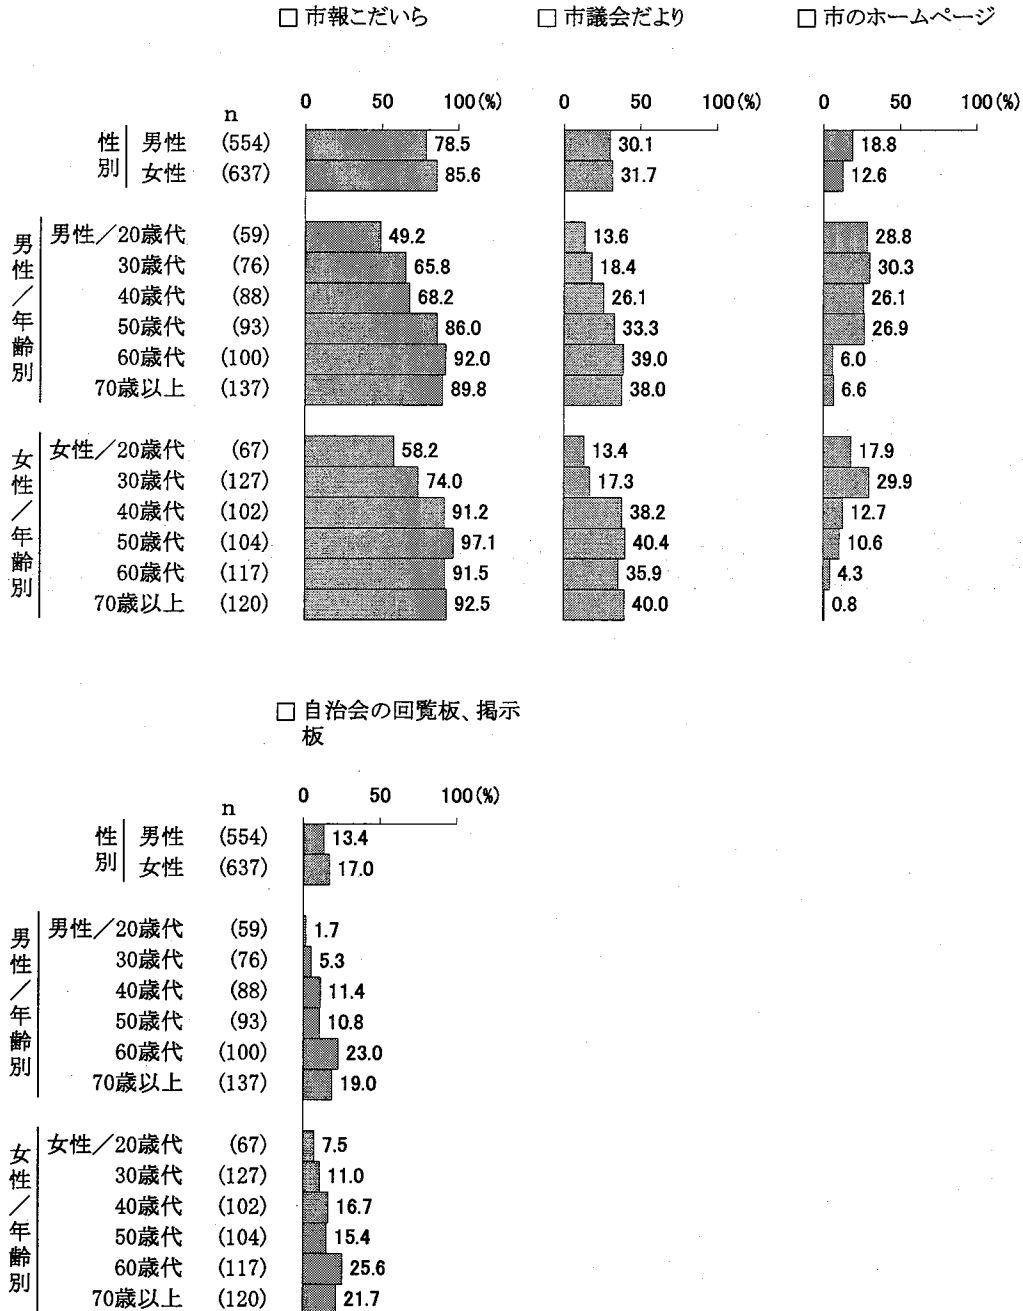 □ 市報こだいら □ 市議会だより □ 市のホームページ
n 0 50 100(%) 0 50 100(%) 0 50 100(%)
性別
男性 (554) 78.5 30.1 18.8
女性 (637) 85.6 31.7 12.6
男性／年齢別
男性／20歳代 (59) 49.2 13.6 28.8
30歳代 (76) 65.8 18.4 30.3
40歳代 (88) 68.2 26.1 26.1
50歳代 (93) 86.0 33.3 26.9
60歳代 (100) 92.0 39.0 6.0
70歳以上 (137) 89.8 38.0 6.6
女性／年齢別
女性／20歳代 (67) 58.2 13.4 17.9
30歳代 (127) 74.0 17.3 29.9
40歳代 (102) 91.2 38.2 12.7
50歳代 (104) 97.1 40.4 10.6
60歳代 (117) 91.5 35.9 4.3
70歳以上 (120) 92.5 40.0 0.8
□ 自治会の回覧板、掲示
板
n 0 50 100(%)
性別
男性 (554) 13.4
女性 (637) 17.0
男性／年齢別
男性／20歳代 (59) 1.7
30歳代 (76) 5.3
40歳代 (88) 11.4
50歳代 (93) 10.8
60歳代 (100) 23.0
70歳以上 (137) 19.0
女性／年齢別
女性／20歳代 (67) 7.5
30歳代 (127) 11.0
40歳代 (102) 16.7
50歳代 (104) 15.4
60歳代 (117) 25.6
70歳以上 (120) 21.7